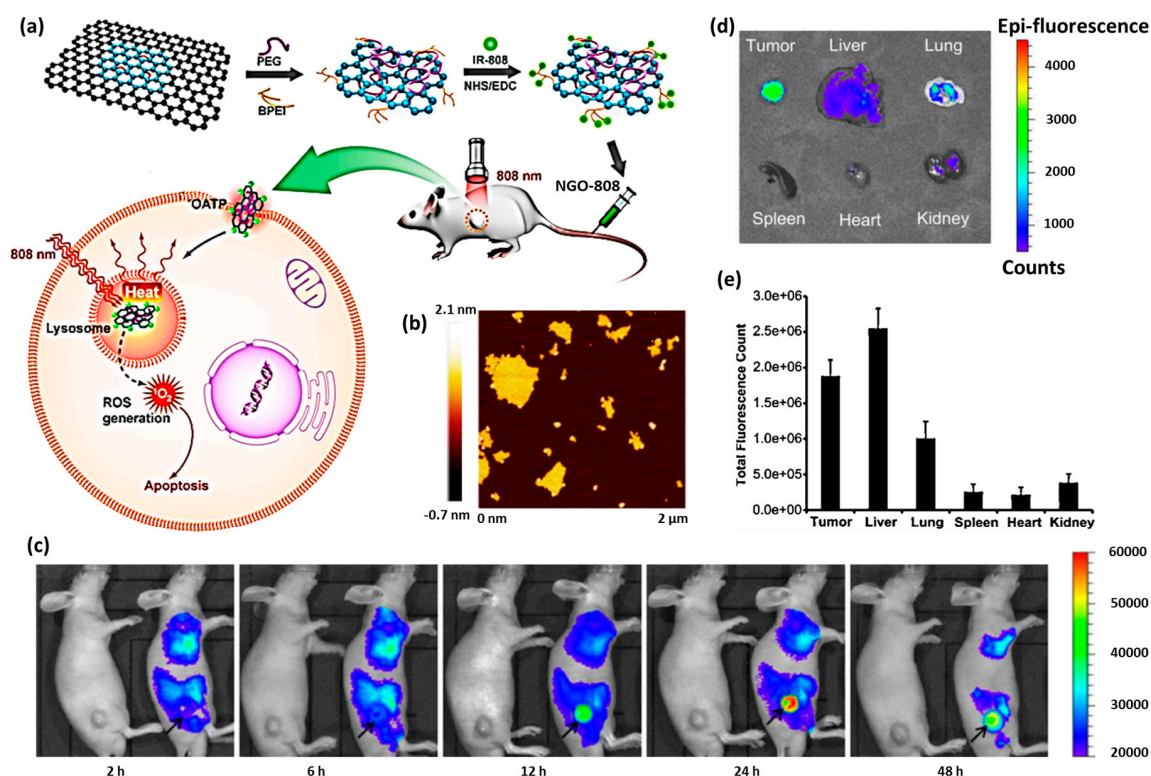 (a)
PEG
BPEI
IR-808
NHS/EDC
NGO-808
808 nm
OATP
808 nm
Heat
Lysosome
ROS
generation
¹O₂
Apoptosis
(b)
2.1 nm
-0.7 nm
0 nm
2 µm
(c)
2 h
6 h
12 h
24 h
48 h
60000
50000
40000
30000
20000
(d)
Tumor
Liver
Lung
Spleen
Heart
Kidney
Epi-fluorescence
4000
3000
2000
1000
Counts
(e)
Total Fluorescence Count
3.0e+06
2.5e+06
2.0e+06
1.5e+06
1.0e+06
5.0e+05
0.0e+00
Tumor
Liver
Lung
Spleen
Heart
Kidney